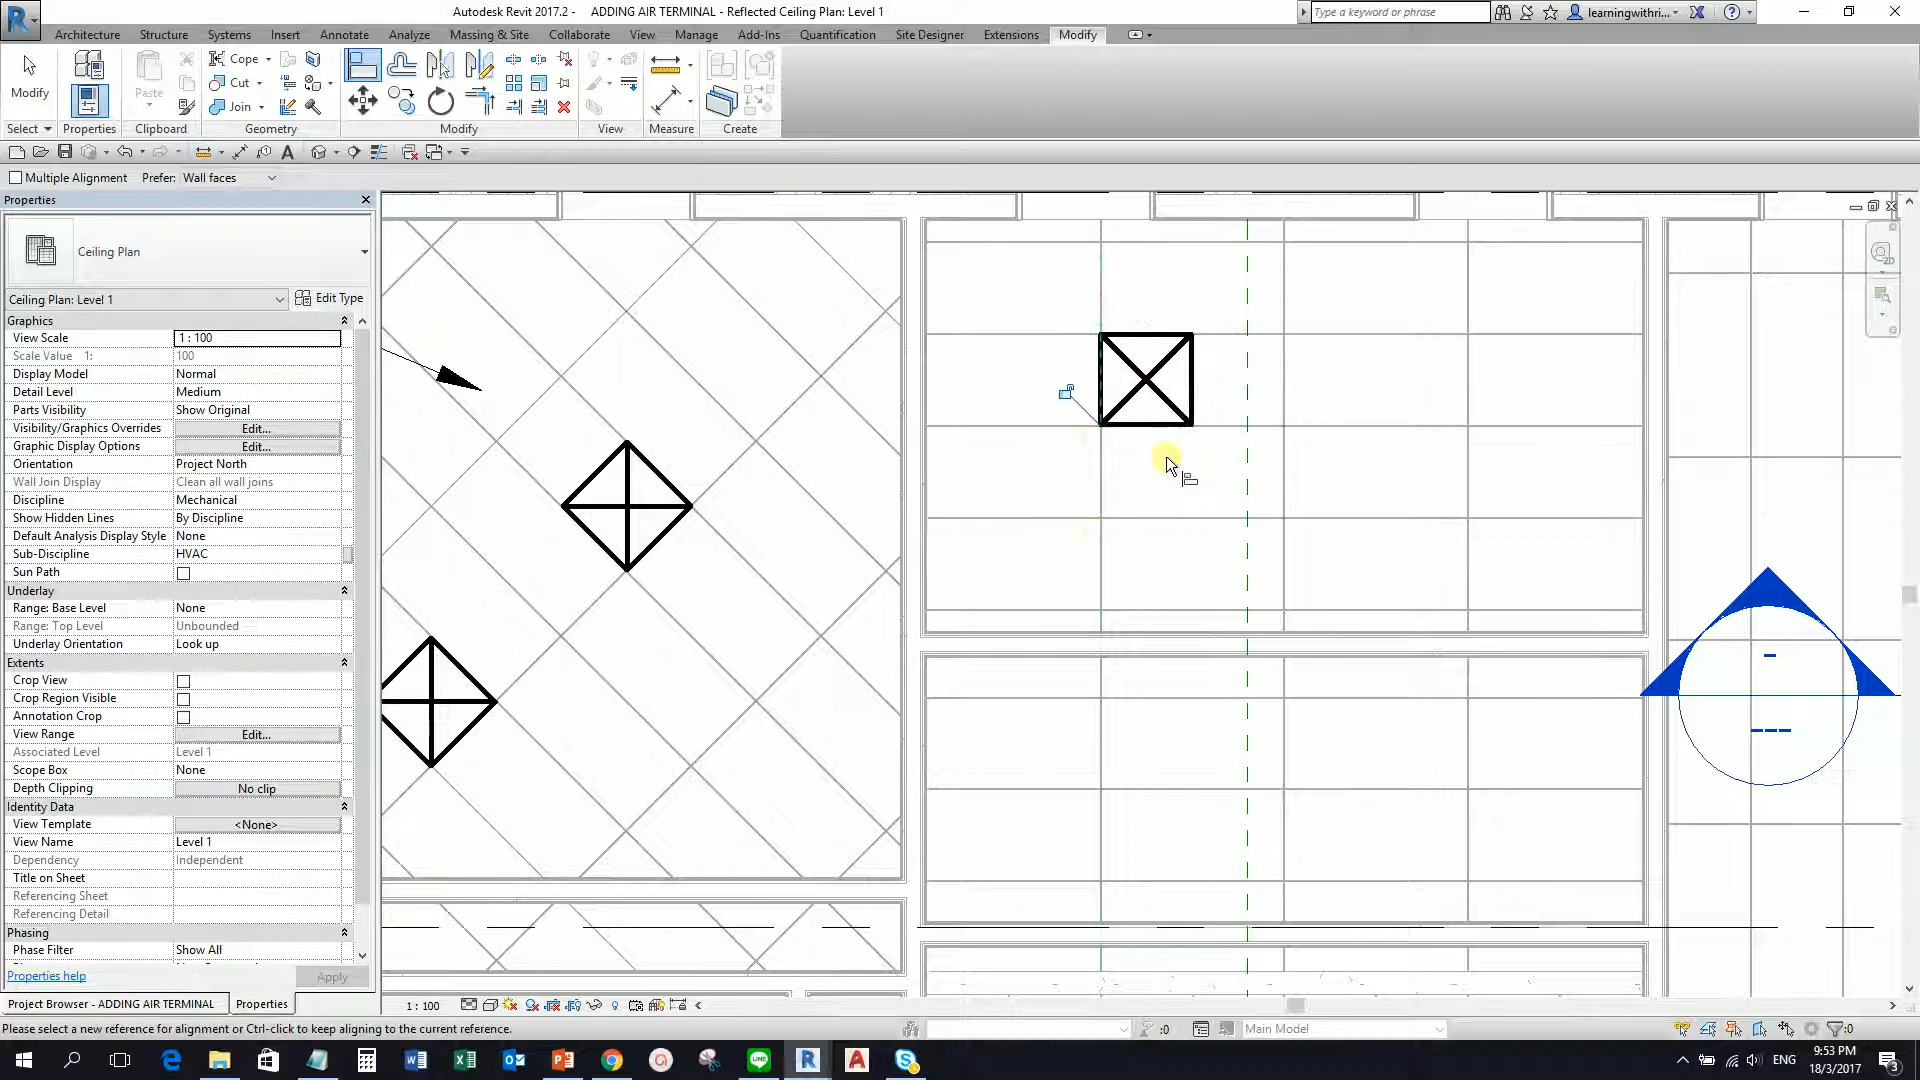 Autodesk Revit 2017.2 - ADDING AIR TERMINAL - Reflected Ceiling Plan: Level 1
Type a keyword or phrase
learningwithri...
Architecture Structure Systems Insert Annotate Analyze Massing & Site Collaborate View Manage Add-Ins Quantification Site Designer Extensions Modify
Modify Paste Cope Cut Join
Select Properties Clipboard Geometry Modify View Measure Create
Multiple Alignment Prefer: Wall faces
Properties
Ceiling Plan
Ceiling Plan: Level 1 Edit Type
Graphics
View Scale 1 : 100
Scale Value 1: 100
Display Model Normal
Detail Level Medium
Parts Visibility Show Original
Visibility/Graphics Overrides Edit...
Graphic Display Options Edit...
Orientation Project North
Wall Join Display Clean all wall joins
Discipline Mechanical
Show Hidden Lines By Discipline
Default Analysis Display Style None
Sub-Discipline HVAC
Sun Path
Underlay
Range: Base Level None
Range: Top Level Unbounded
Underlay Orientation Look up
Extents
Crop View
Crop Region Visible
Annotation Crop
View Range Edit...
Associated Level Level 1
Scope Box None
Depth Clipping No clip
Identity Data
View Template <None>
View Name Level 1
Dependency Independent
Title on Sheet
Referencing Sheet
Referencing Detail
Phasing
Phase Filter Show All
Properties help Apply
Project Browser - ADDING AIR TERMINAL Properties
1 : 100
Please select a new reference for alignment or Ctrl-click to keep aligning to the current reference.
:0 Main Model :0
ENG 9:53 PM
18/3/2017
3